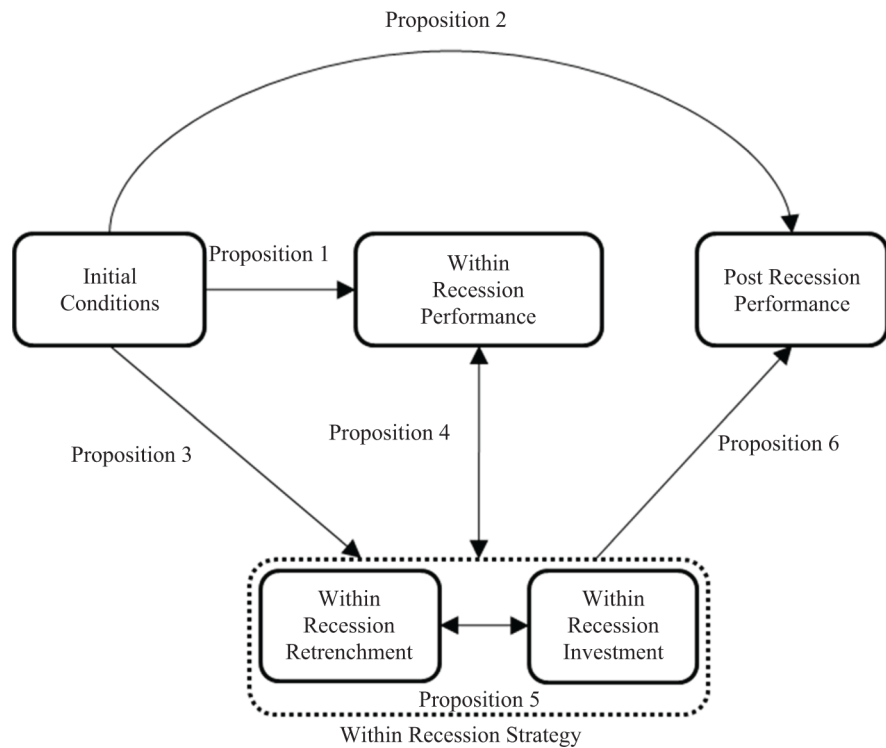 Proposition 2
Initial
Conditions
Proposition 1
Within
Recession
Performance
Post Recession
Performance
Proposition 3
Proposition 4
Proposition 6
Within
Recession
Retrenchment
Within
Recession
Investment
Proposition 5
Within Recession Strategy